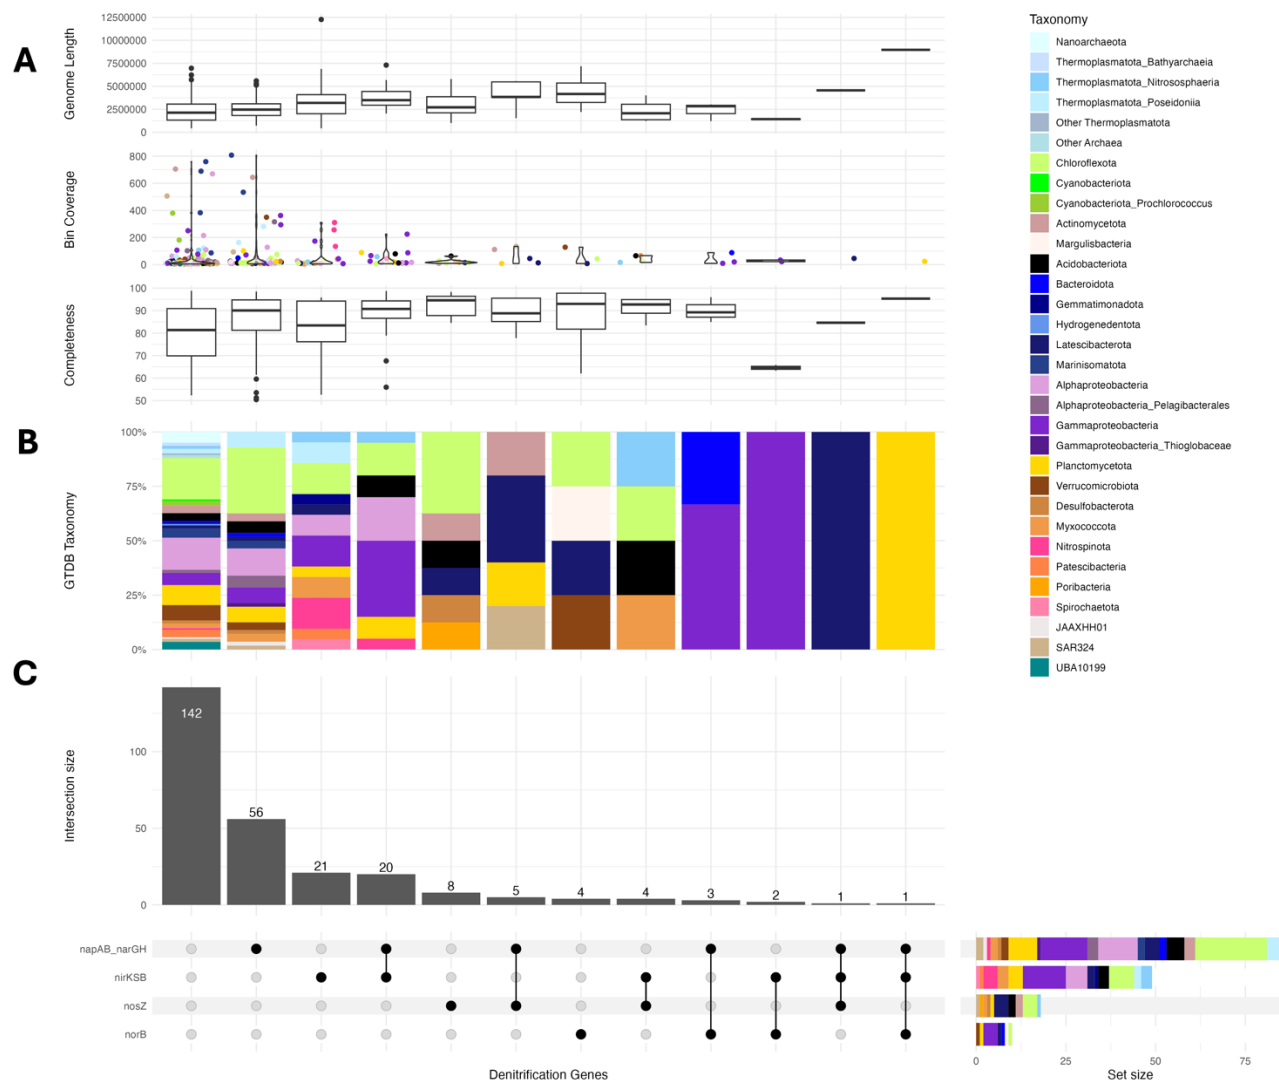 A
Genome Length
12500000
10000000
7500000
5000000
2500000
0
Bin Coverage
800
600
400
200
0
Completeness
100
90
80
70
60
50
B
GTDB Taxonomy
100%
75%
50%
25%
0%
C
Intersection size
100
50
0
142
56
21
20
8
5
4
4
3
2
1
1
napAB_narGH
nirKSB
nosZ
norB
Denitrification Genes
0
25
50
75
Set size
Taxonomy
Nanoarchaeota
Thermoplasmatota_Bathyarchaeia
Thermoplasmatota_Nitrososphaeria
Thermoplasmatota_Poseidoniia
Other Thermoplasmatota
Other Archaea
Chloroflexota
Cyanobacteriota
Cyanobacteriota_Prochlorococcus
Actinomycetota
Margulisbacteria
Acidobacteriota
Bacteroidota
Gemmatimonadota
Hydrogenedentota
Latescibacterota
Marinisomatota
Alphaproteobacteria
Alphaproteobacteria_Pelagibacterales
Gammaproteobacteria
Gammaproteobacteria_Thioglobaceae
Planctomycetota
Verrucomicrobiota
Desulfobacterota
Myxococcota
Nitrospinota
Patescibacteria
Poribacteria
Spirochaetota
JAAXHH01
SAR324
UBA10199